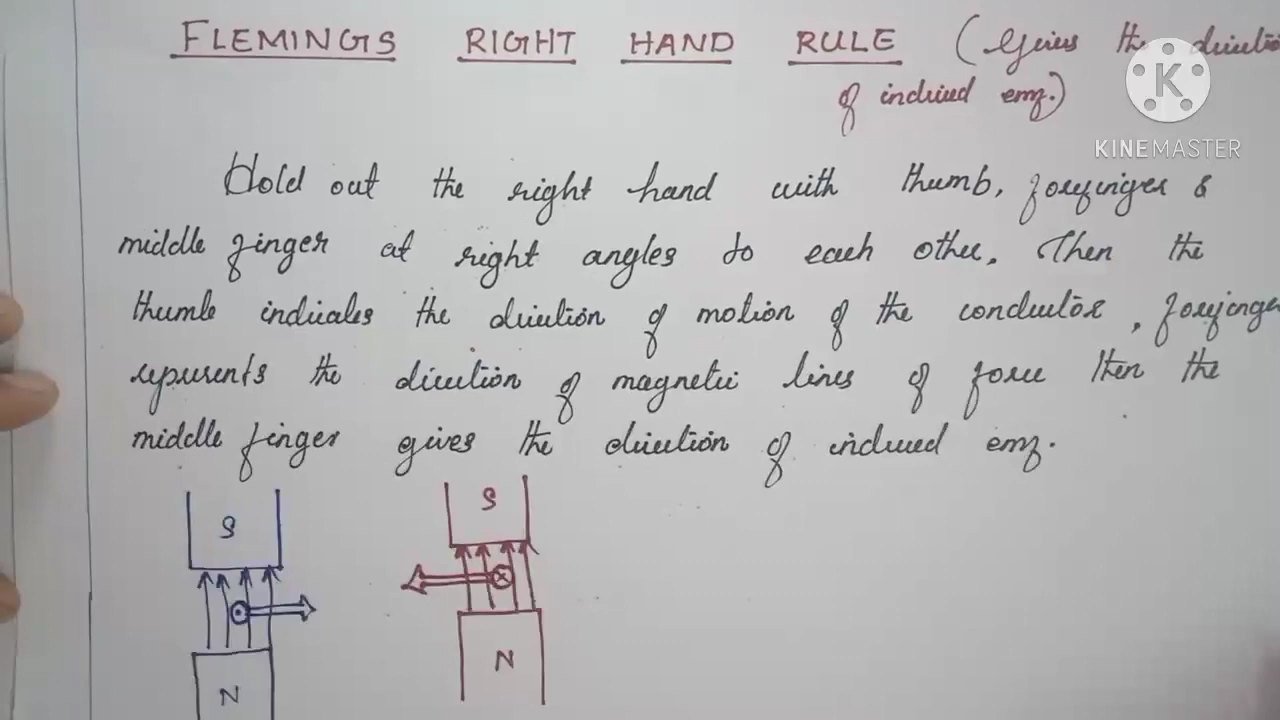 FLEMINGS RIGHT HAND RULE (Gives the direction
of induced emf.)
K
KINEMASTER
Hold out the right hand with thumb, forefinger &
middle finger at right angles to each other. Then the
thumb indicates the direction of motion of the conductor, forefinger
represents the direction of magnetic lines of force then the
middle finger gives the direction of induced emf.
S
S
N
N